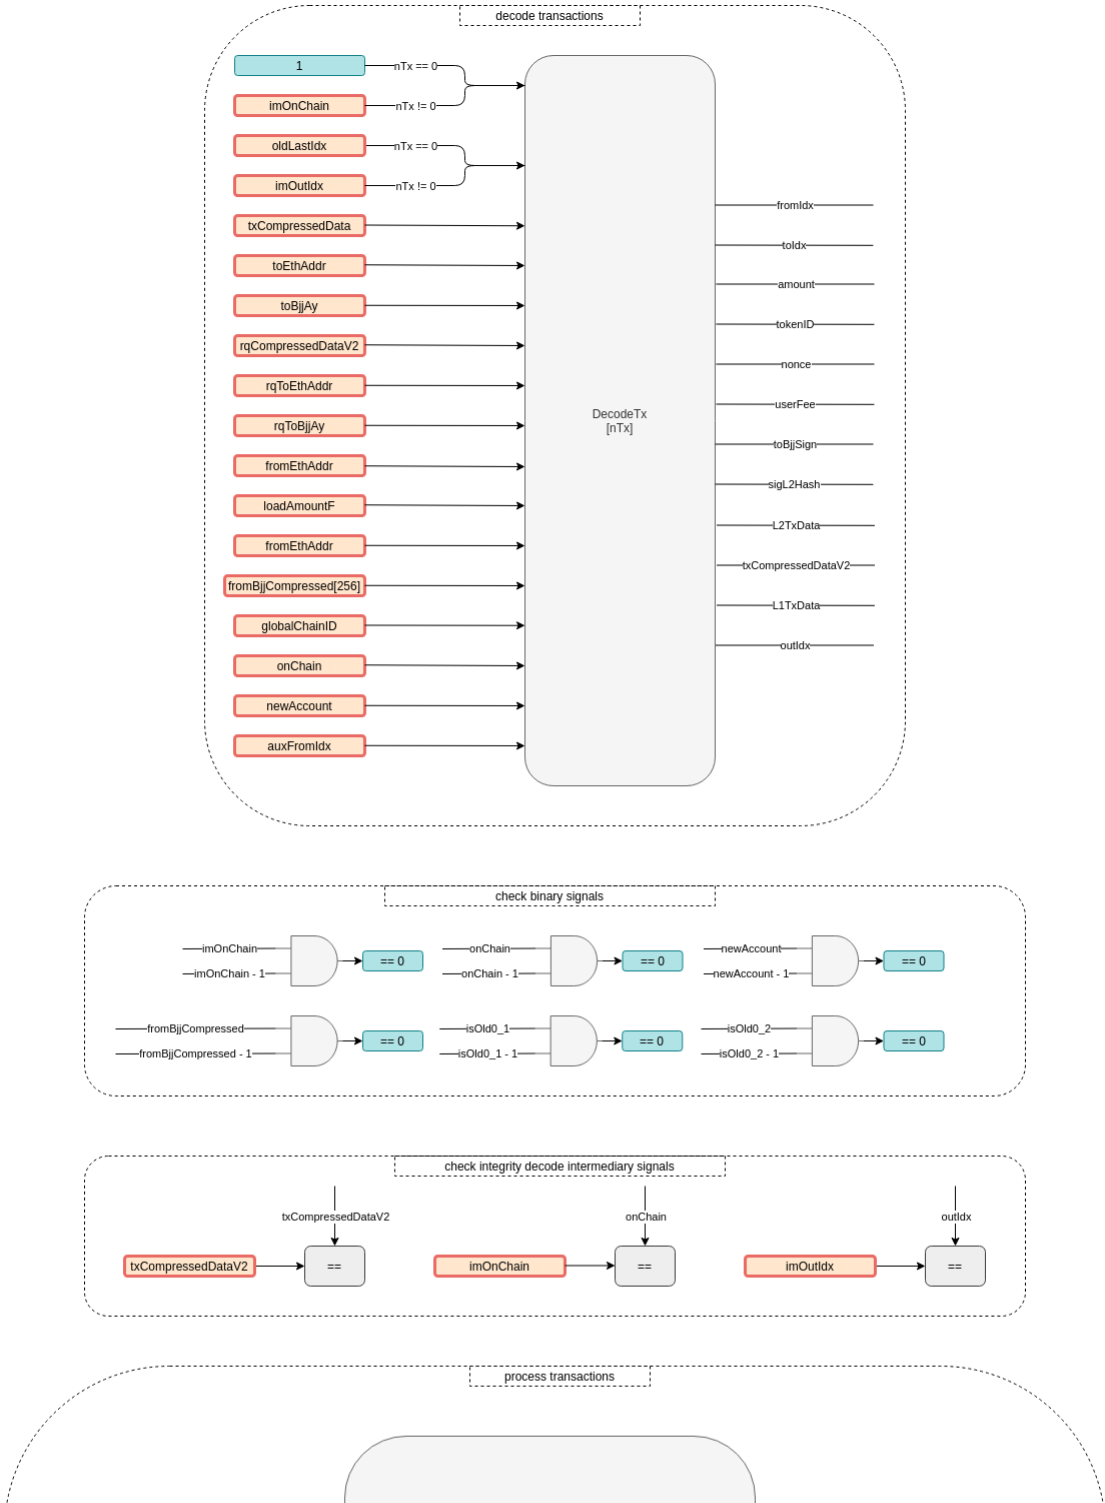 decode transactions
1
nTx == 0
imOnChain
nTx != 0
oldLastIdx
nTx == 0
imOutIdx
nTx != 0
txCompressedData
toEthAddr
toBjjAy
rqCompressedDataV2
rqToEthAddr
rqToBjjAy
fromEthAddr
loadAmountF
fromEthAddr
fromBjjCompressed[256]
globalChainID
onChain
newAccount
auxFromIdx
DecodeTx
[nTx]
fromIdx
toIdx
amount
tokenID
nonce
userFee
toBjjSign
sigL2Hash
L2TxData
txCompressedDataV2
L1TxData
outIdx
check binary signals
imOnChain
imOnChain - 1
== 0
onChain
onChain - 1
== 0
newAccount
newAccount - 1
== 0
fromBjjCompressed
fromBjjCompressed - 1
== 0
isOld0_1
isOld0_1 - 1
== 0
isOld0_2
isOld0_2 - 1
== 0
check integrity decode intermediary signals
txCompressedDataV2
txCompressedDataV2
==
onChain
imOnChain
==
outIdx
imOutIdx
==
process transactions